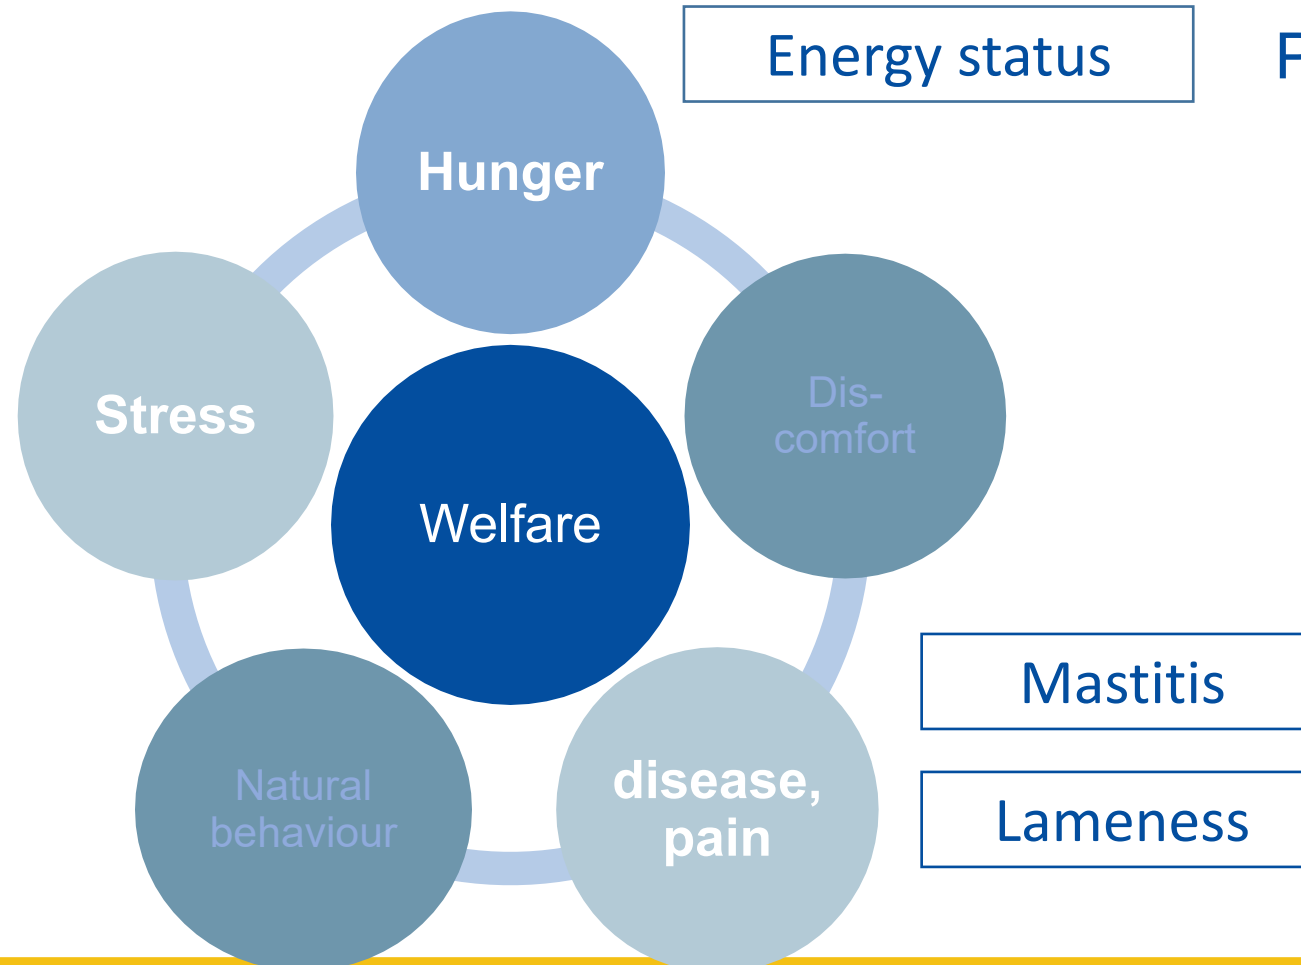 Energy status
F
Hunger
Dis-
comfort
Stress
Welfare
Mastitis
Natural
behaviour
disease,
pain
Lameness